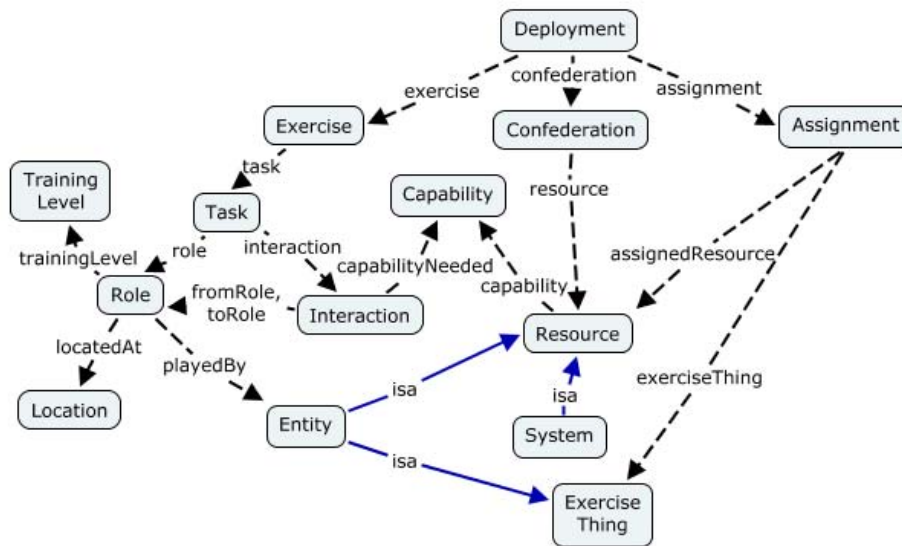 Deployment
confederation
exercise
assignment
Exercise
Confederation
Assignment
task
Training
Level
Capability
resource
Task
interaction
role
trainingLevel
capabilityNeeded
assignedResource
Role
fromRole,
toRole
capability
Interaction
Resource
locatedAt
playedBy
exerciseThing
isa
isa
Location
Entity
System
isa
Exercise
Thing